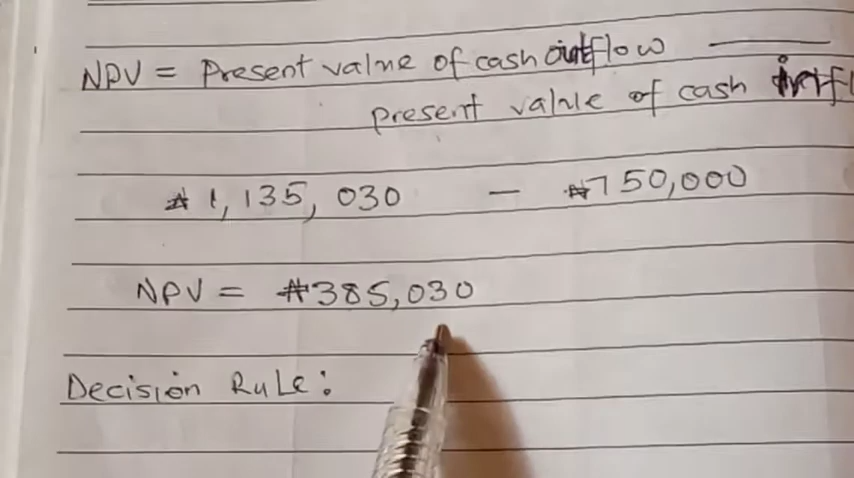 NPV = Present value of cash outflow —
present value of cash
₦1,135,030 — ₦750,000
NPV = ₦385,030
Decision Rule: